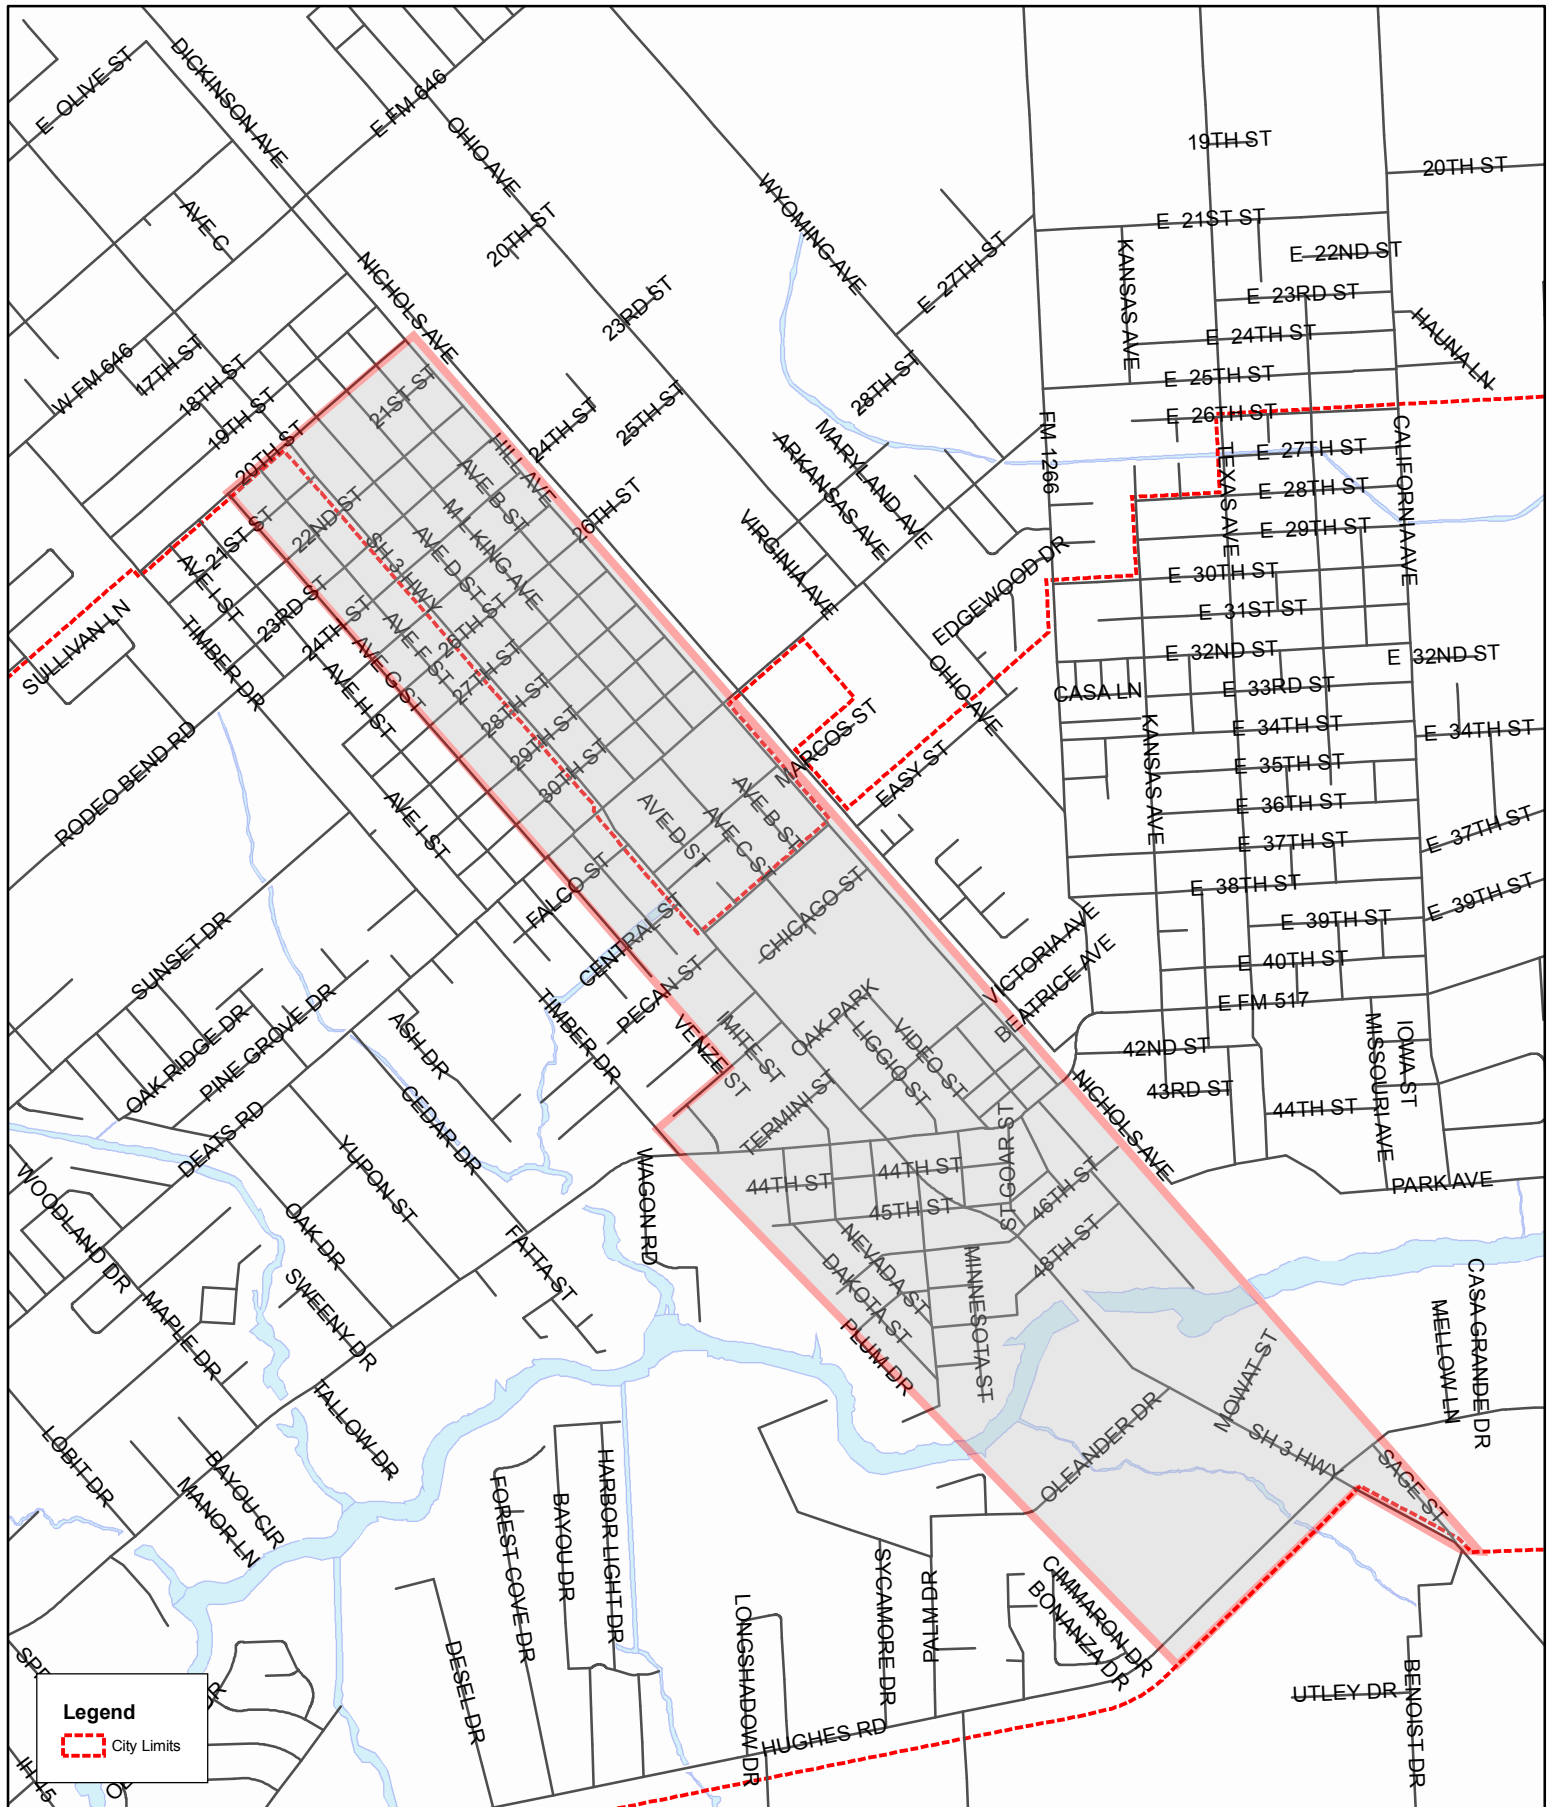 E OLIVE ST
DICKINSON AVE
E FM 646
OHIO AVE
19TH ST
20TH ST
AVE C
20TH ST
WYOMING AVE
E 21ST ST
E 22ND ST
KANSAS AVE
E 27TH ST
NICHOLS AVE
23RD ST
E 23RD ST
E 24TH ST
HAUNA LN
W FM 646
17TH ST
18TH ST
19TH ST
20TH ST
21ST ST
28TH ST
25TH ST
24TH ST
E 25TH ST
E 26TH ST
FM 1266
TEXAS AVE
CALIFORNIA AVE
E 27TH ST
E 28TH ST
E 29TH ST
E 30TH ST
E 31ST ST
E 32ND ST
E 32ND ST
E 33RD ST
E 34TH ST
E 34TH ST
E 35TH ST
E 36TH ST
E 37TH ST
E 37TH ST
E 38TH ST
E 39TH ST
E 39TH ST
E 40TH ST
E FM 517
MARYLAND AVE
ARKANSAS AVE
VIRGINIA AVE
EDGEWOOD DR
OHIO AVE
CASA LN
KANSAS AVE
HILL AVE
AVE B ST
26TH ST
M L KING AVE
AVE D ST
22ND ST
21ST ST
SH 3 HWY
AVE I ST
23RD ST
24TH ST
AVE F ST
26TH ST
27TH ST
28TH ST
29TH ST
30TH ST
AVE G ST
AVE H ST
SULLIVAN LN
TIMBER DR
RODEO BEND RD
AVE I ST
MARCOS ST
EASY ST
AVE B ST
AVE C ST
AVE D ST
FALCO ST
CENTRAL ST
CHICAGO ST
PECAN ST
SUNSET DR
OAK RIDGE DR
PINE GROVE DR
TIMBER DR
ASH DR
VENZE ST
IMITE ST
OAK PARK
LIGGIO ST
VIDEO ST
VICTORIA AVE
BEATRICE AVE
42ND ST
43RD ST
44TH ST
MISSOURI AVE
IOWA ST
PARK AVE
NICHOLS AVE
DEATS RD
CEDAR DR
YUPON ST
TERMINI ST
44TH ST
44TH ST
45TH ST
ST GOAR ST
46TH ST
48TH ST
WOODLAND DR
OAK DR
FATTA ST
WAGON RD
NEVADA ST
DAKOTA ST
MINNESOTA ST
PLUM DR
MAPLE DR
SWEENY DR
TALLOW DR
CASA GRANDE DR
MELLOW LN
MOWAT ST
OLEANDER DR
SH 3 HWY
SAGE ST
LOBIT DR
BAYOU CIR
MANOR LN
FOREST COVE DR
BAYOU DR
HARBOR LIGHT DR
SYCAMORE DR
PALM DR
CIMMARON DR
BONANZA DR
LONGSHADOW DR
DESEL DR
HUGHES RD
UTLEY DR
BENOIST DR
IH 45
Legend
City Limits